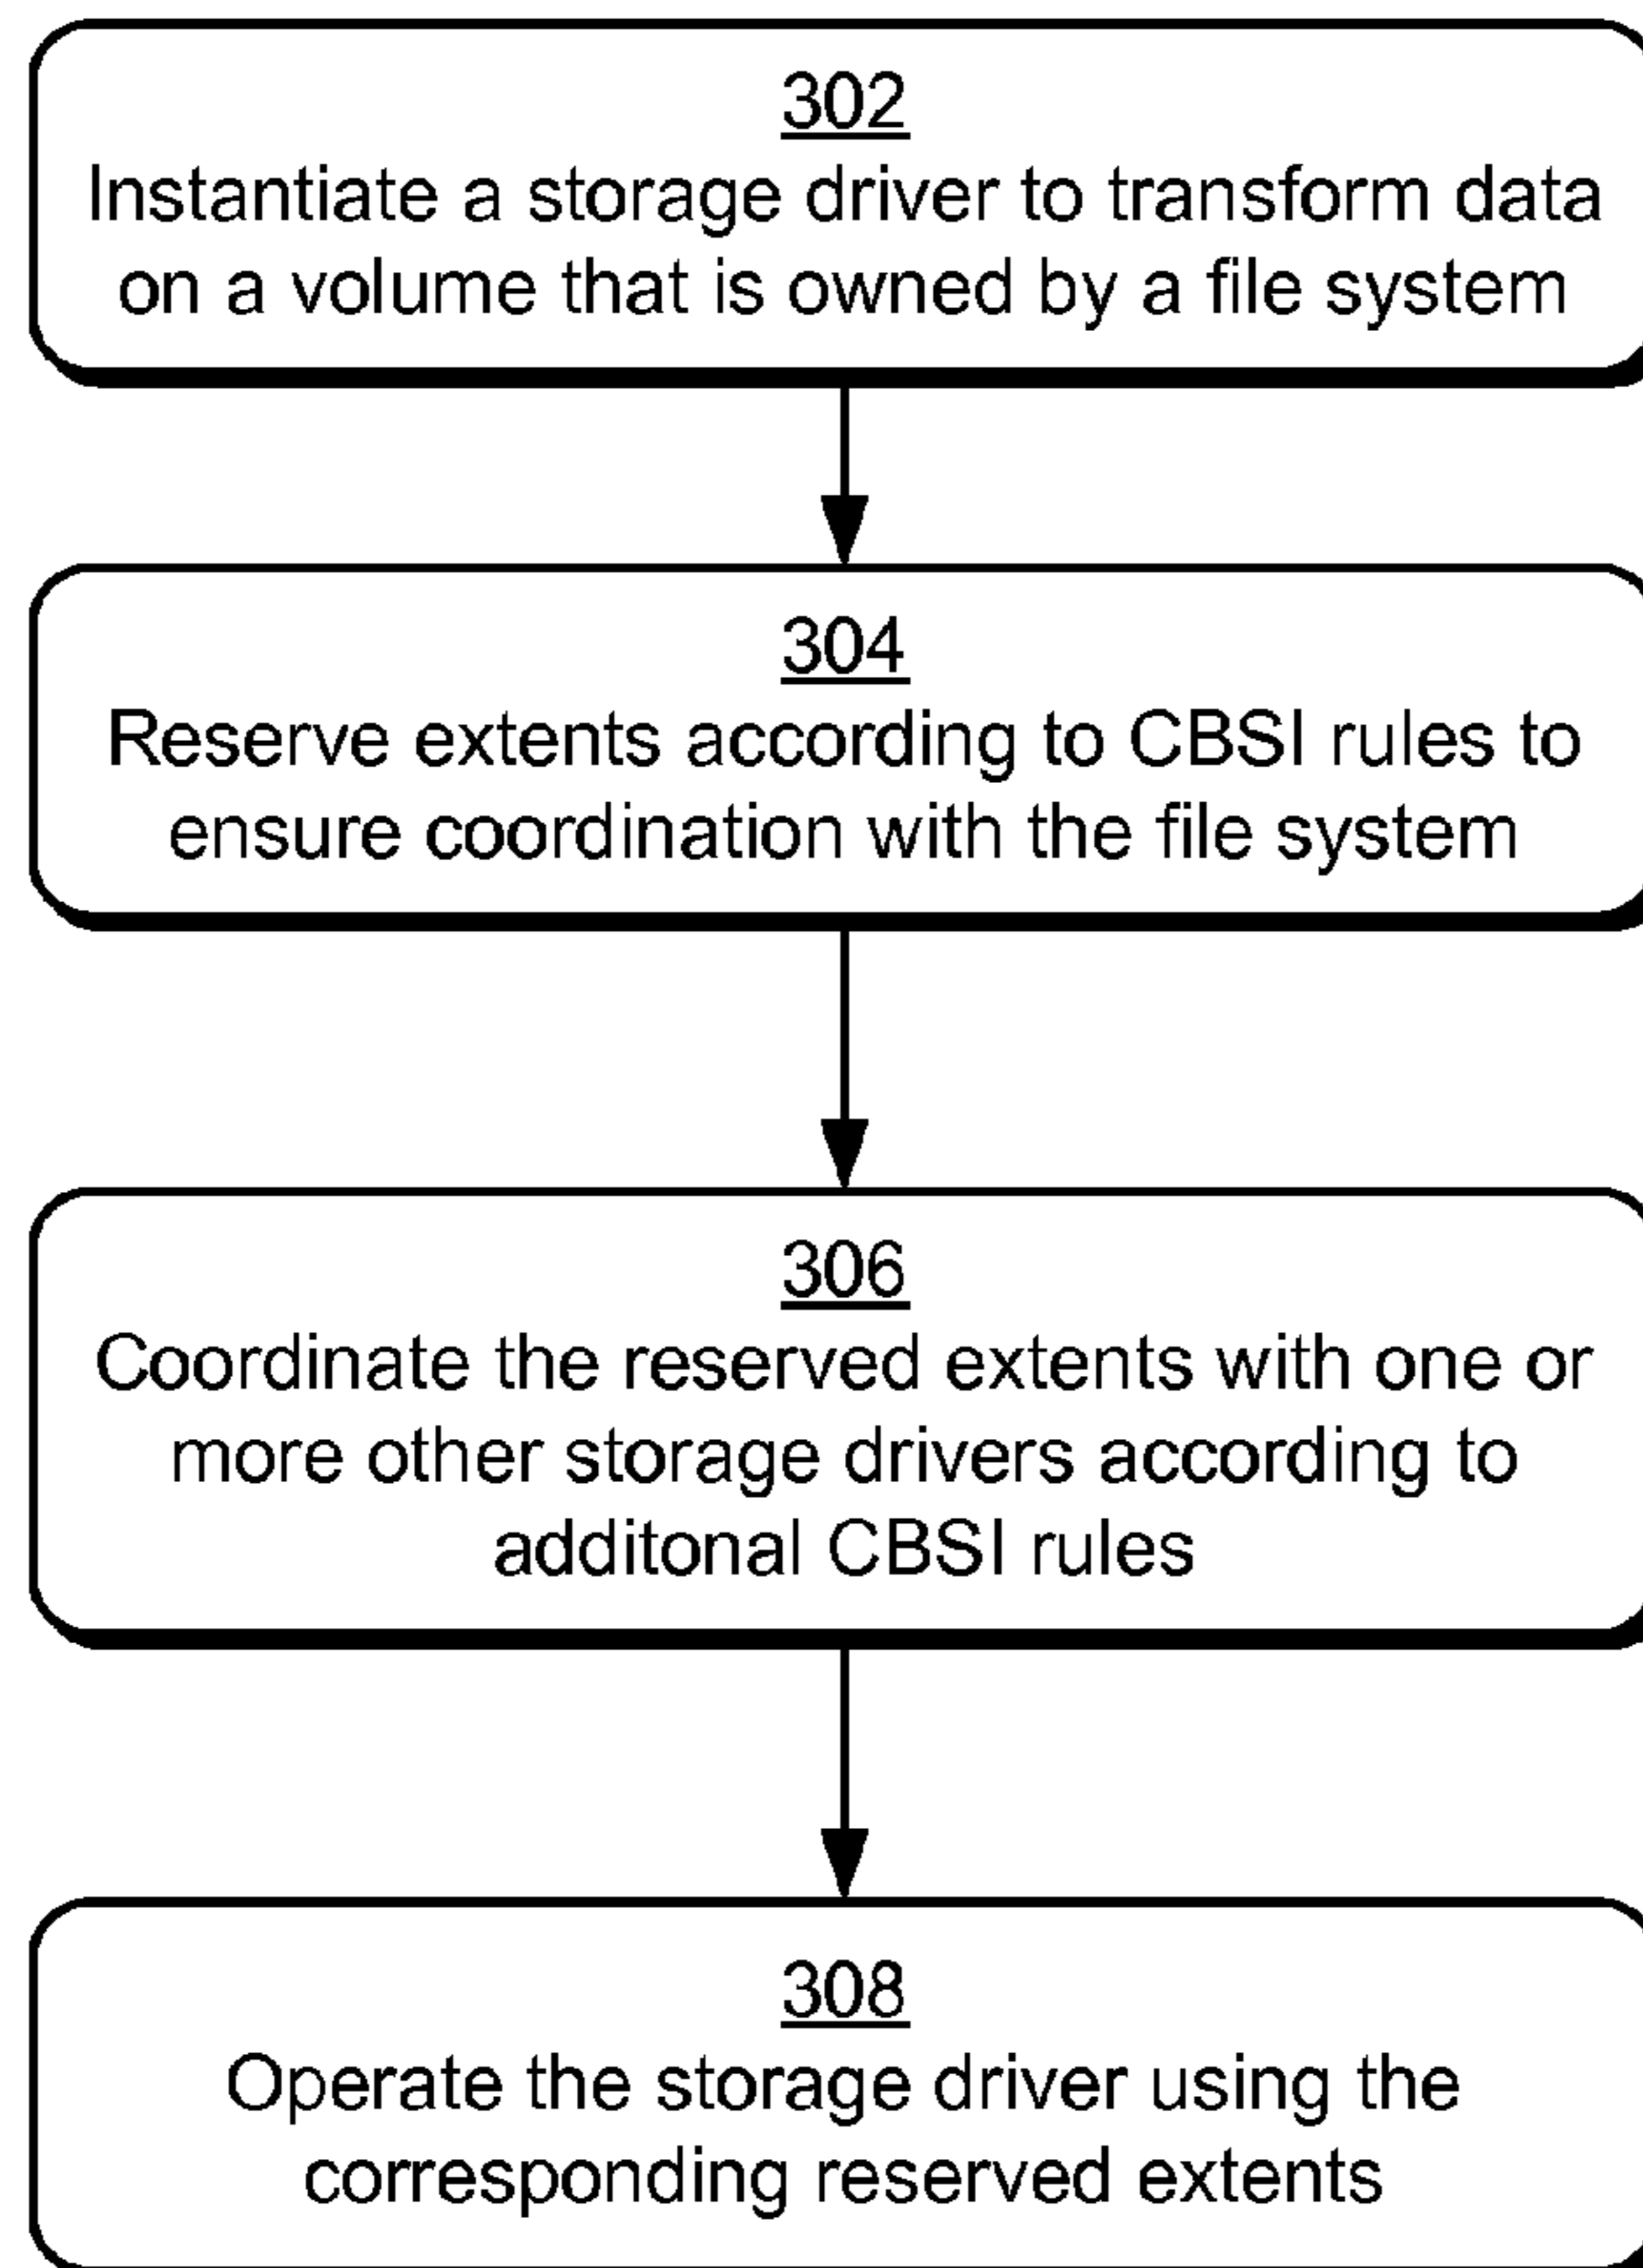 302
Instantiate a storage driver to transform data
on a volume that is owned by a file system
304
Reserve extents according to CBSI rules to
ensure coordination with the file system
306
Coordinate the reserved extents with one or
more other storage drivers according to
additonal CBSI rules
308
Operate the storage driver using the
corresponding reserved extents